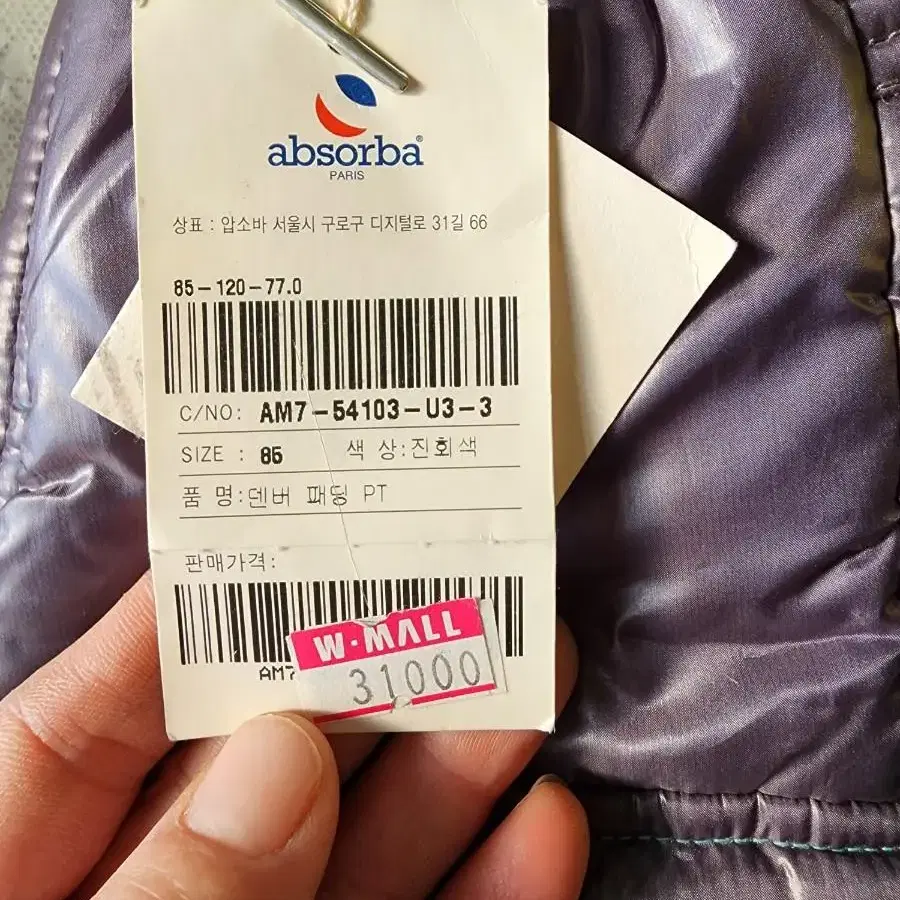 absorba®
PARIS
상표 : 압소바 서울시 구로구 디지털로 31길 66
85-120-77.0
C/NO: AM7-54103-U3-3
SIZE : 85 색 상:진회색
품 명:덴버 패딩 PT
판매가격:
AM7
W·MALL
31000